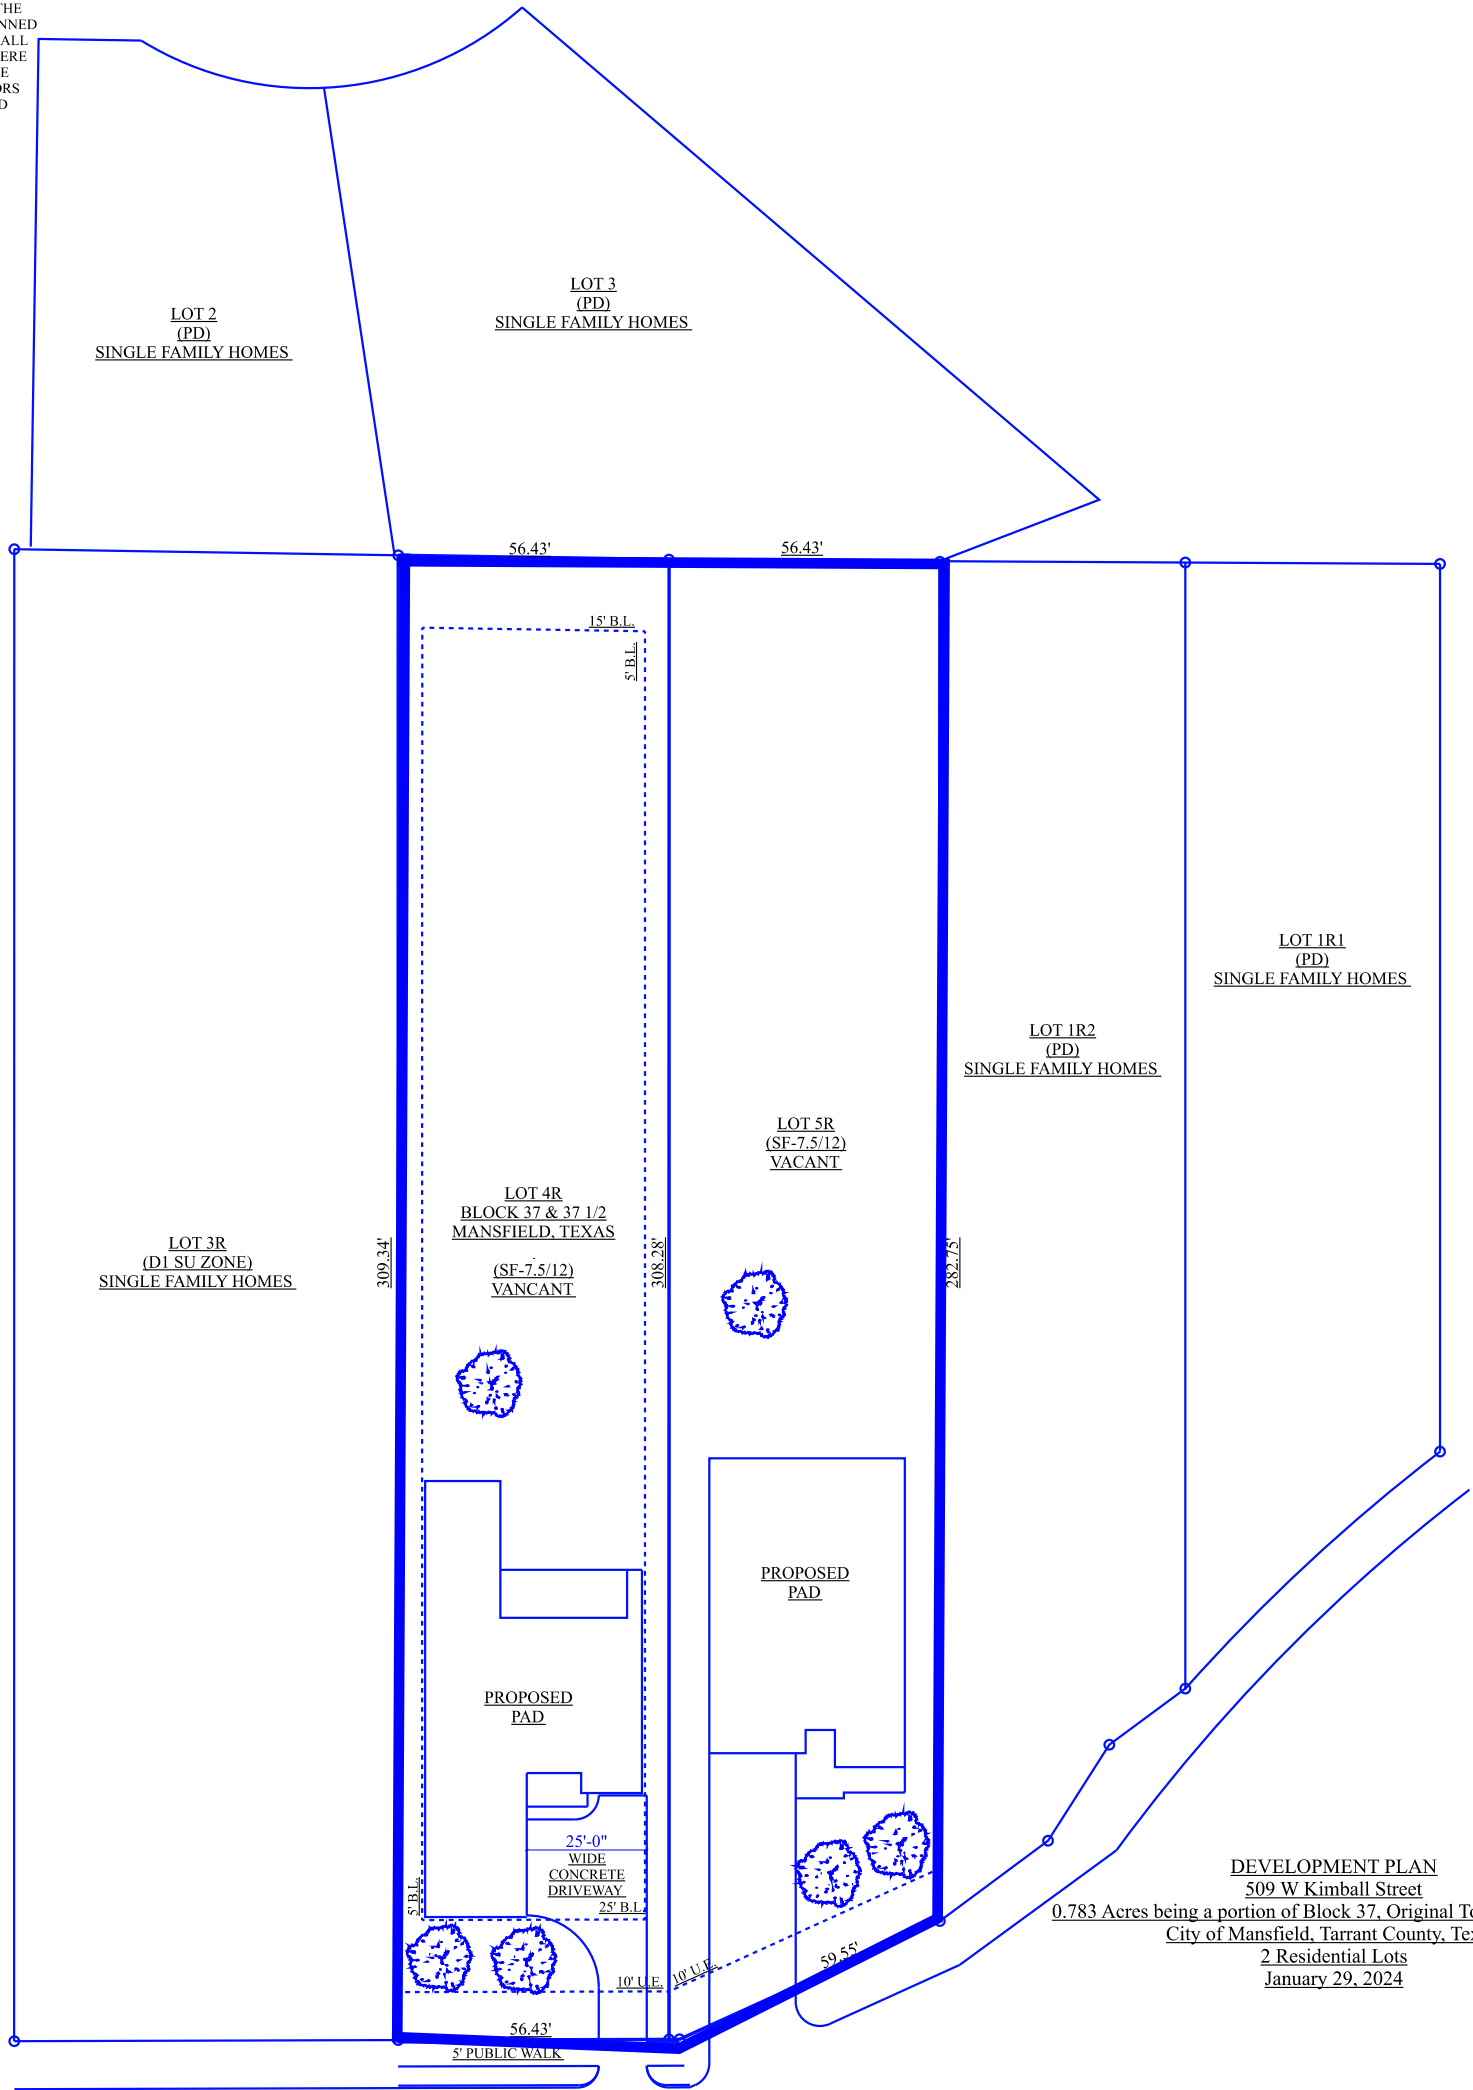 THE
NNED
ALL
ERE
E
ORS
D
LOT 2
(PD)
SINGLE FAMILY HOMES
LOT 3
(PD)
SINGLE FAMILY HOMES
56.43'
56.43'
15' B.L.
5' B.L.
LOT 1R1
(PD)
SINGLE FAMILY HOMES
LOT 1R2
(PD)
SINGLE FAMILY HOMES
LOT 5R
(SF-7.5/12)
VACANT
LOT 4R
BLOCK 37 & 37 1/2
MANSFIELD, TEXAS
.
(SF-7.5/12)
VANCANT
LOT 3R
(D1 SU ZONE)
SINGLE FAMILY HOMES
309.34'
308.28'
282.75'
PROPOSED
PAD
PROPOSED
PAD
25'-0"
WIDE
CONCRETE
DRIVEWAY
25' B.L.
5' B.L.
10' U.E.
10' U.E.
59.55'
56.43'
5' PUBLIC WALK
DEVELOPMENT PLAN
509 W Kimball Street
0.783 Acres being a portion of Block 37, Original To
City of Mansfield, Tarrant County, Tex
2 Residential Lots
January 29, 2024